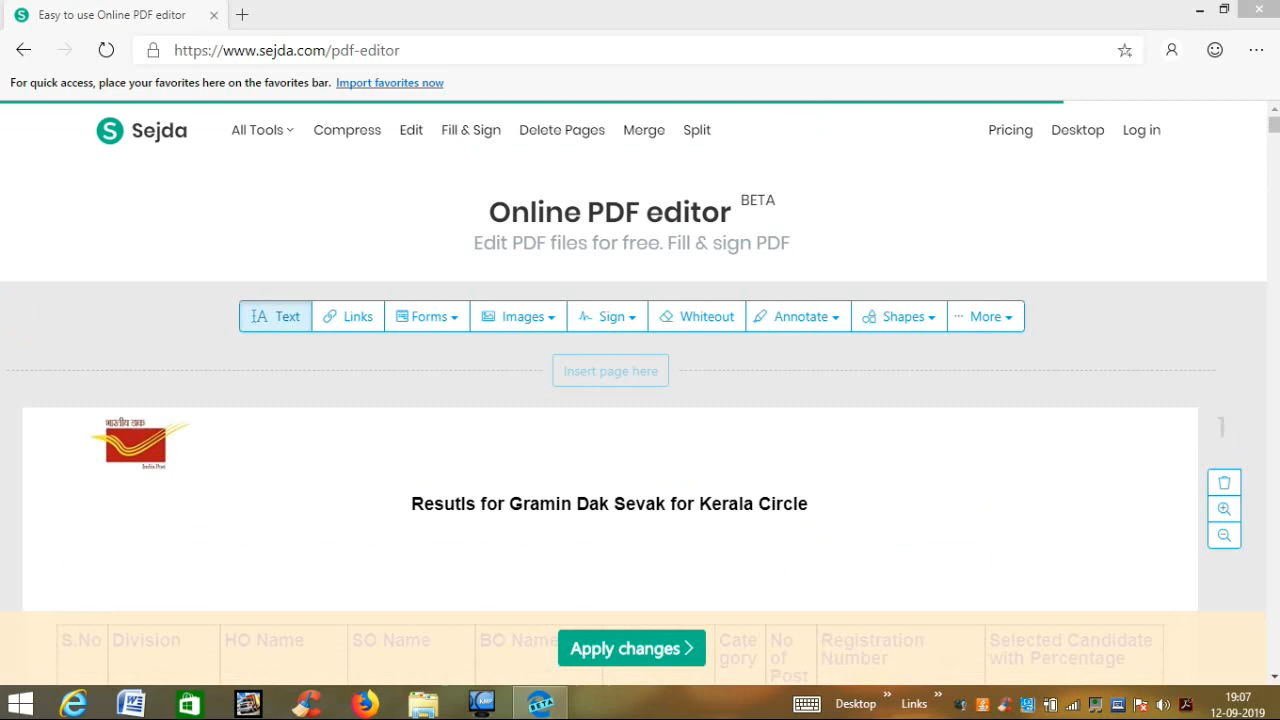 Easy to use Online PDF editor
https://www.sejda.com/pdf-editor
For quick access, place your favorites here on the favorites bar. Import favorites now
S Sejda All Tools Compress Edit Fill & Sign Delete Pages Merge Split Pricing Desktop Log in
Online PDF editor BETA
Edit PDF files for free. Fill & sign PDF
Text Links Forms Images Sign Whiteout Annotate Shapes More
Insert page here
1
भारतीय डाक
India Post
Resutls for Gramin Dak Sevak for Kerala Circle
S.No Division HO Name SO Name BO Name Cate No Registration Selected Candidate
gory of Number with Percentage
Post
Apply changes
Desktop Links 19:07
12-09-2019